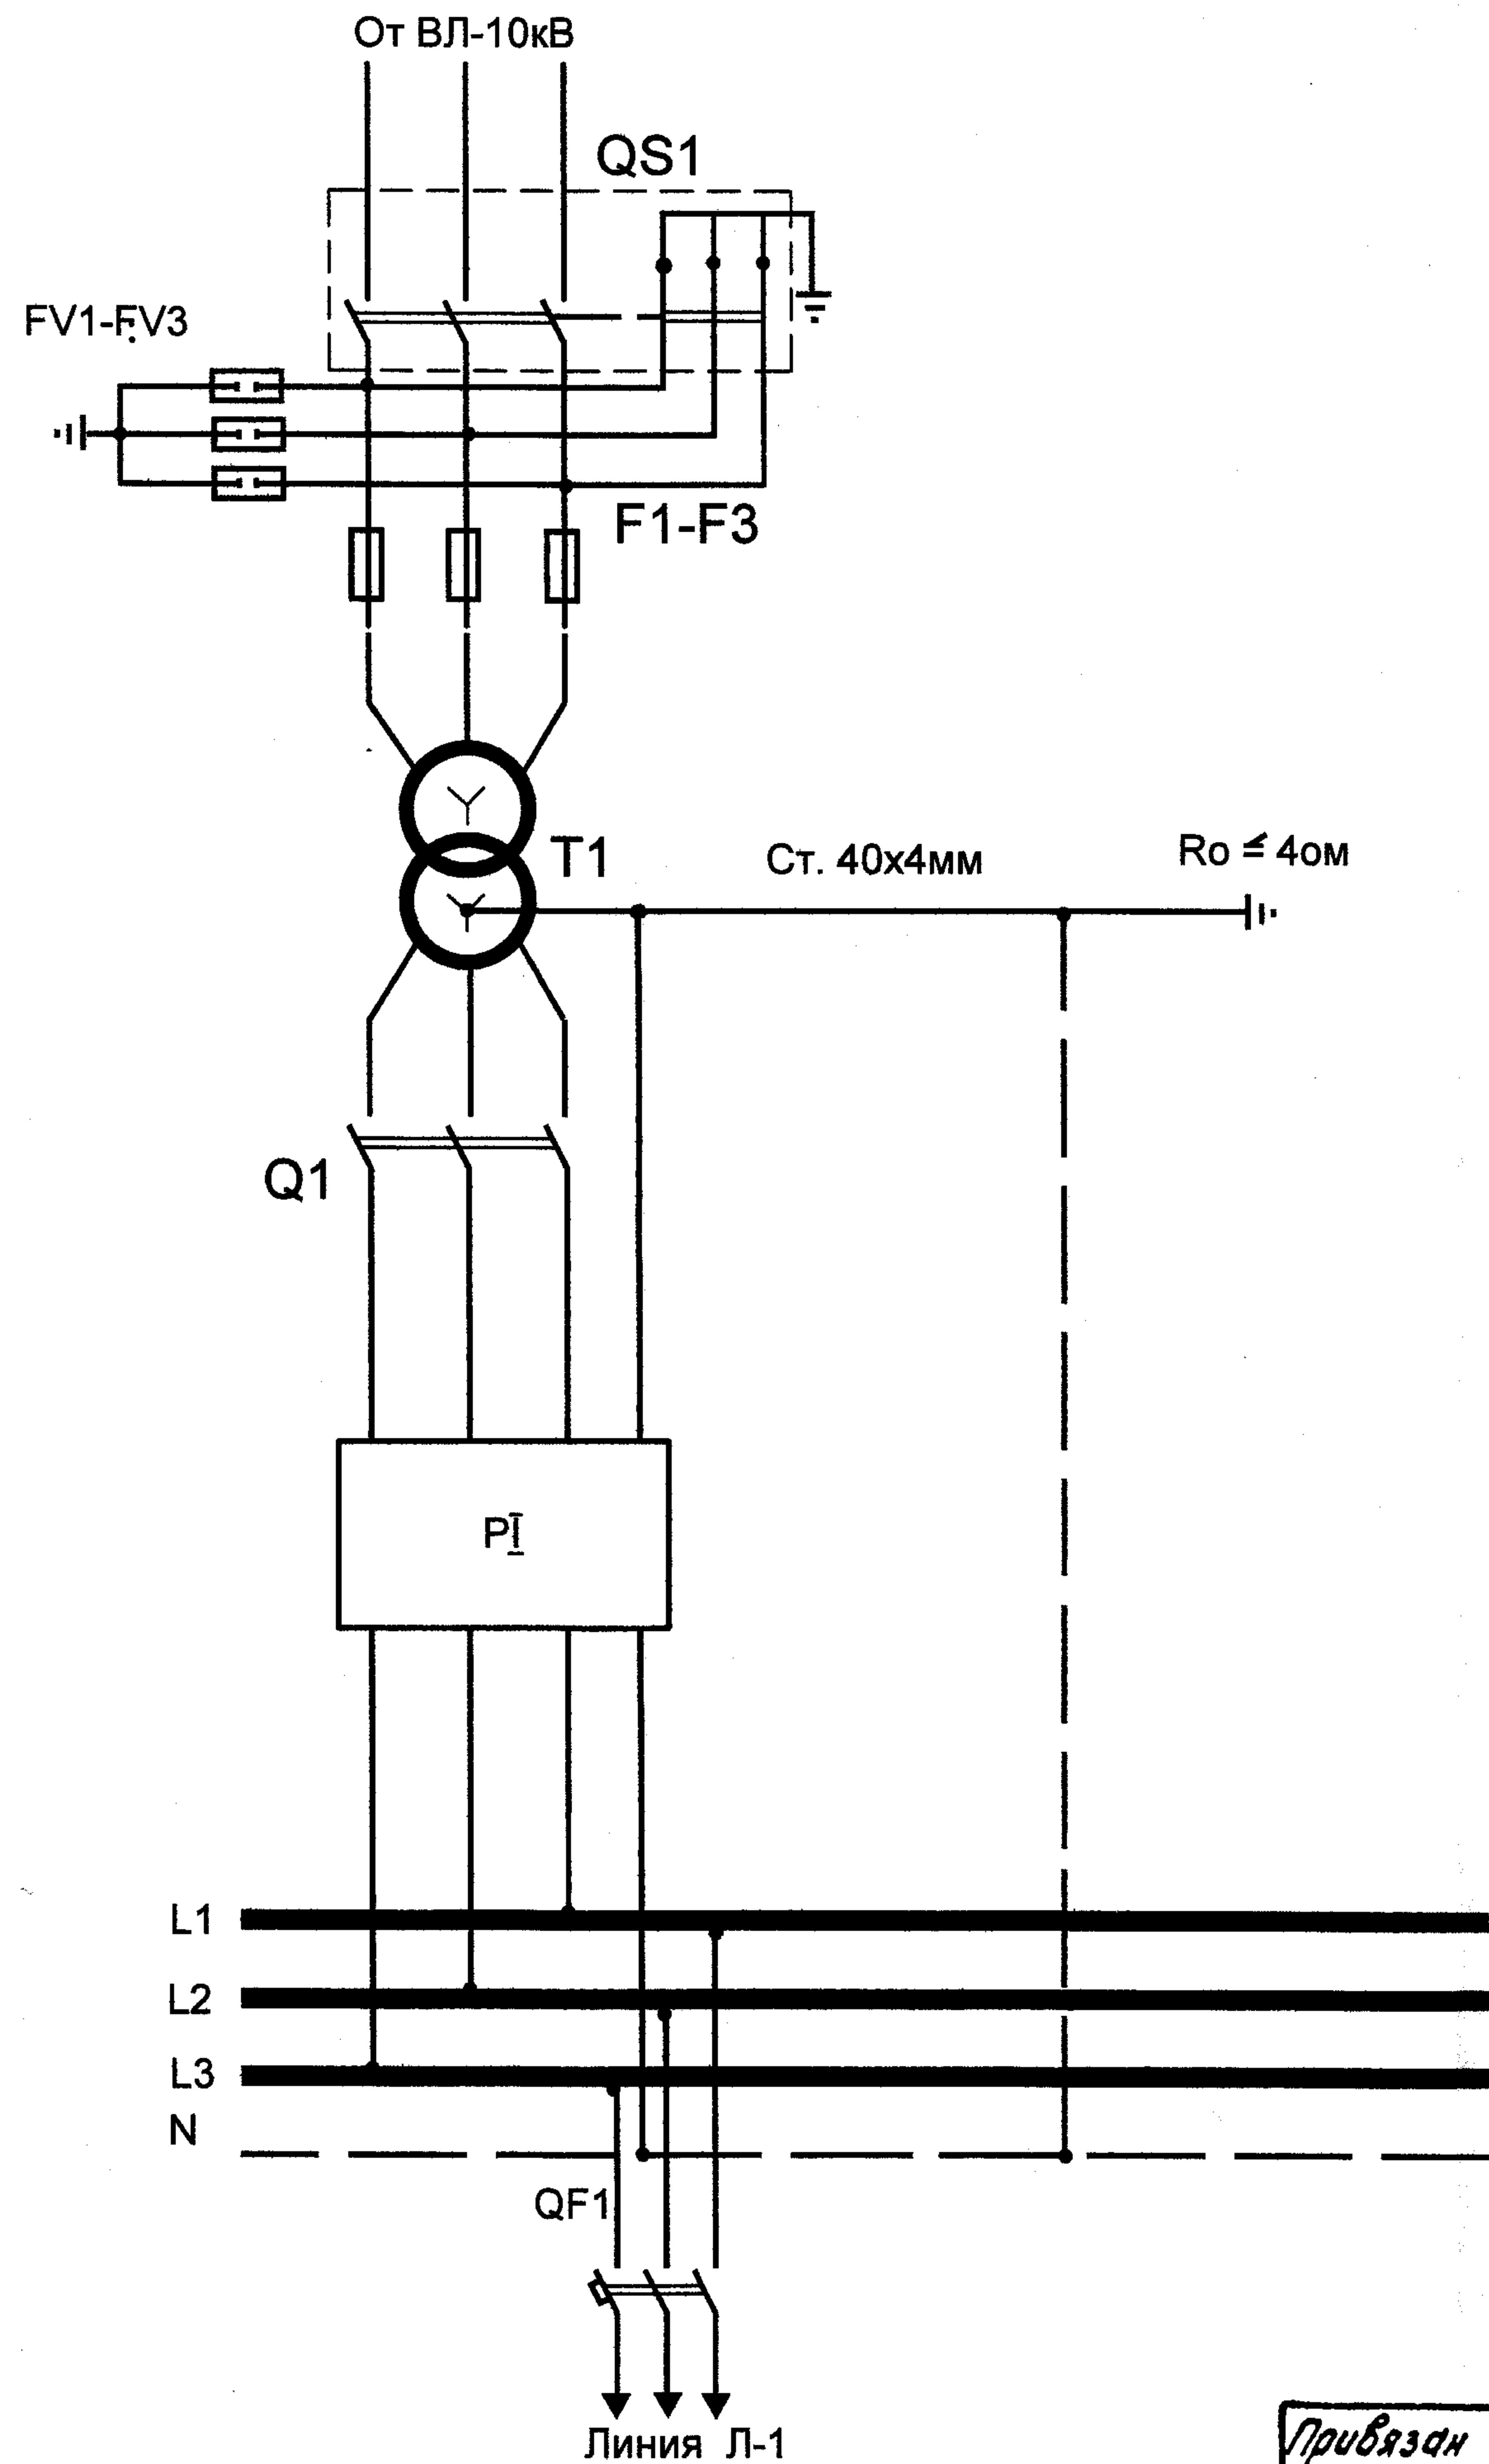 От ВЛ-10кВ
QS1
FV1-FV3
F1-F3
T1
Ст. 40х4мм
Ro ≤ 4ом
Q1
PI
L1
L2
L3
N
QF1
Линия Л-1
Привязан